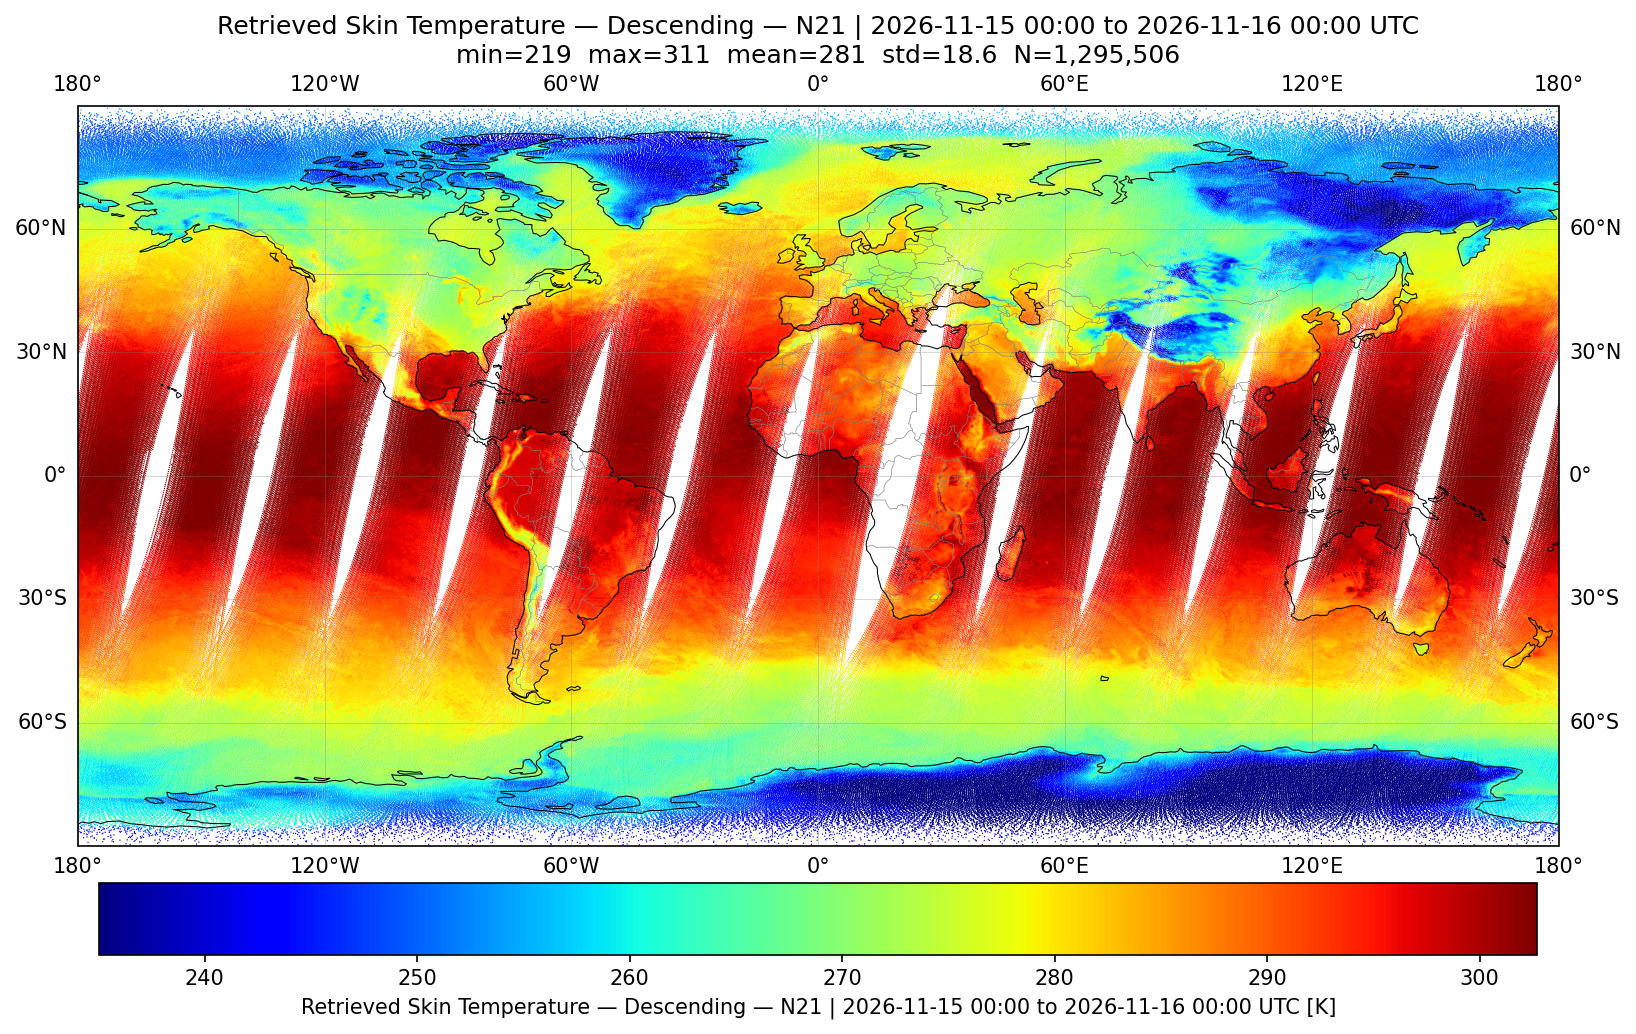 Retrieved Skin Temperature — Descending — N21 | 2026-11-15 00:00 to 2026-11-16 00:00 UTC
min=219 max=311 mean=281 std=18.6 N=1,295,506
180° 120°W 60°W 0° 60°E 120°E 180°
60°N 60°N
30°N 30°N
0° 0°
30°S 30°S
60°S 60°S
180° 120°W 60°W 0° 60°E 120°E 180°
240 250 260 270 280 290 300
Retrieved Skin Temperature — Descending — N21 | 2026-11-15 00:00 to 2026-11-16 00:00 UTC [K]